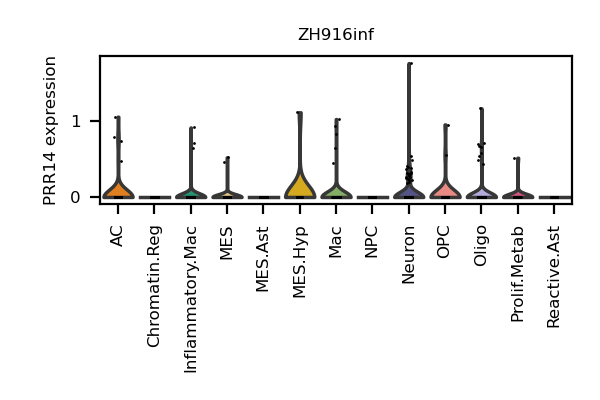 ZH916inf
PRR14 expression
1
0
AC
Chromatin.Reg
Inflammatory.Mac
MES
MES.Ast
MES.Hyp
Mac
NPC
Neuron
OPC
Oligo
Prolif.Metab
Reactive.Ast